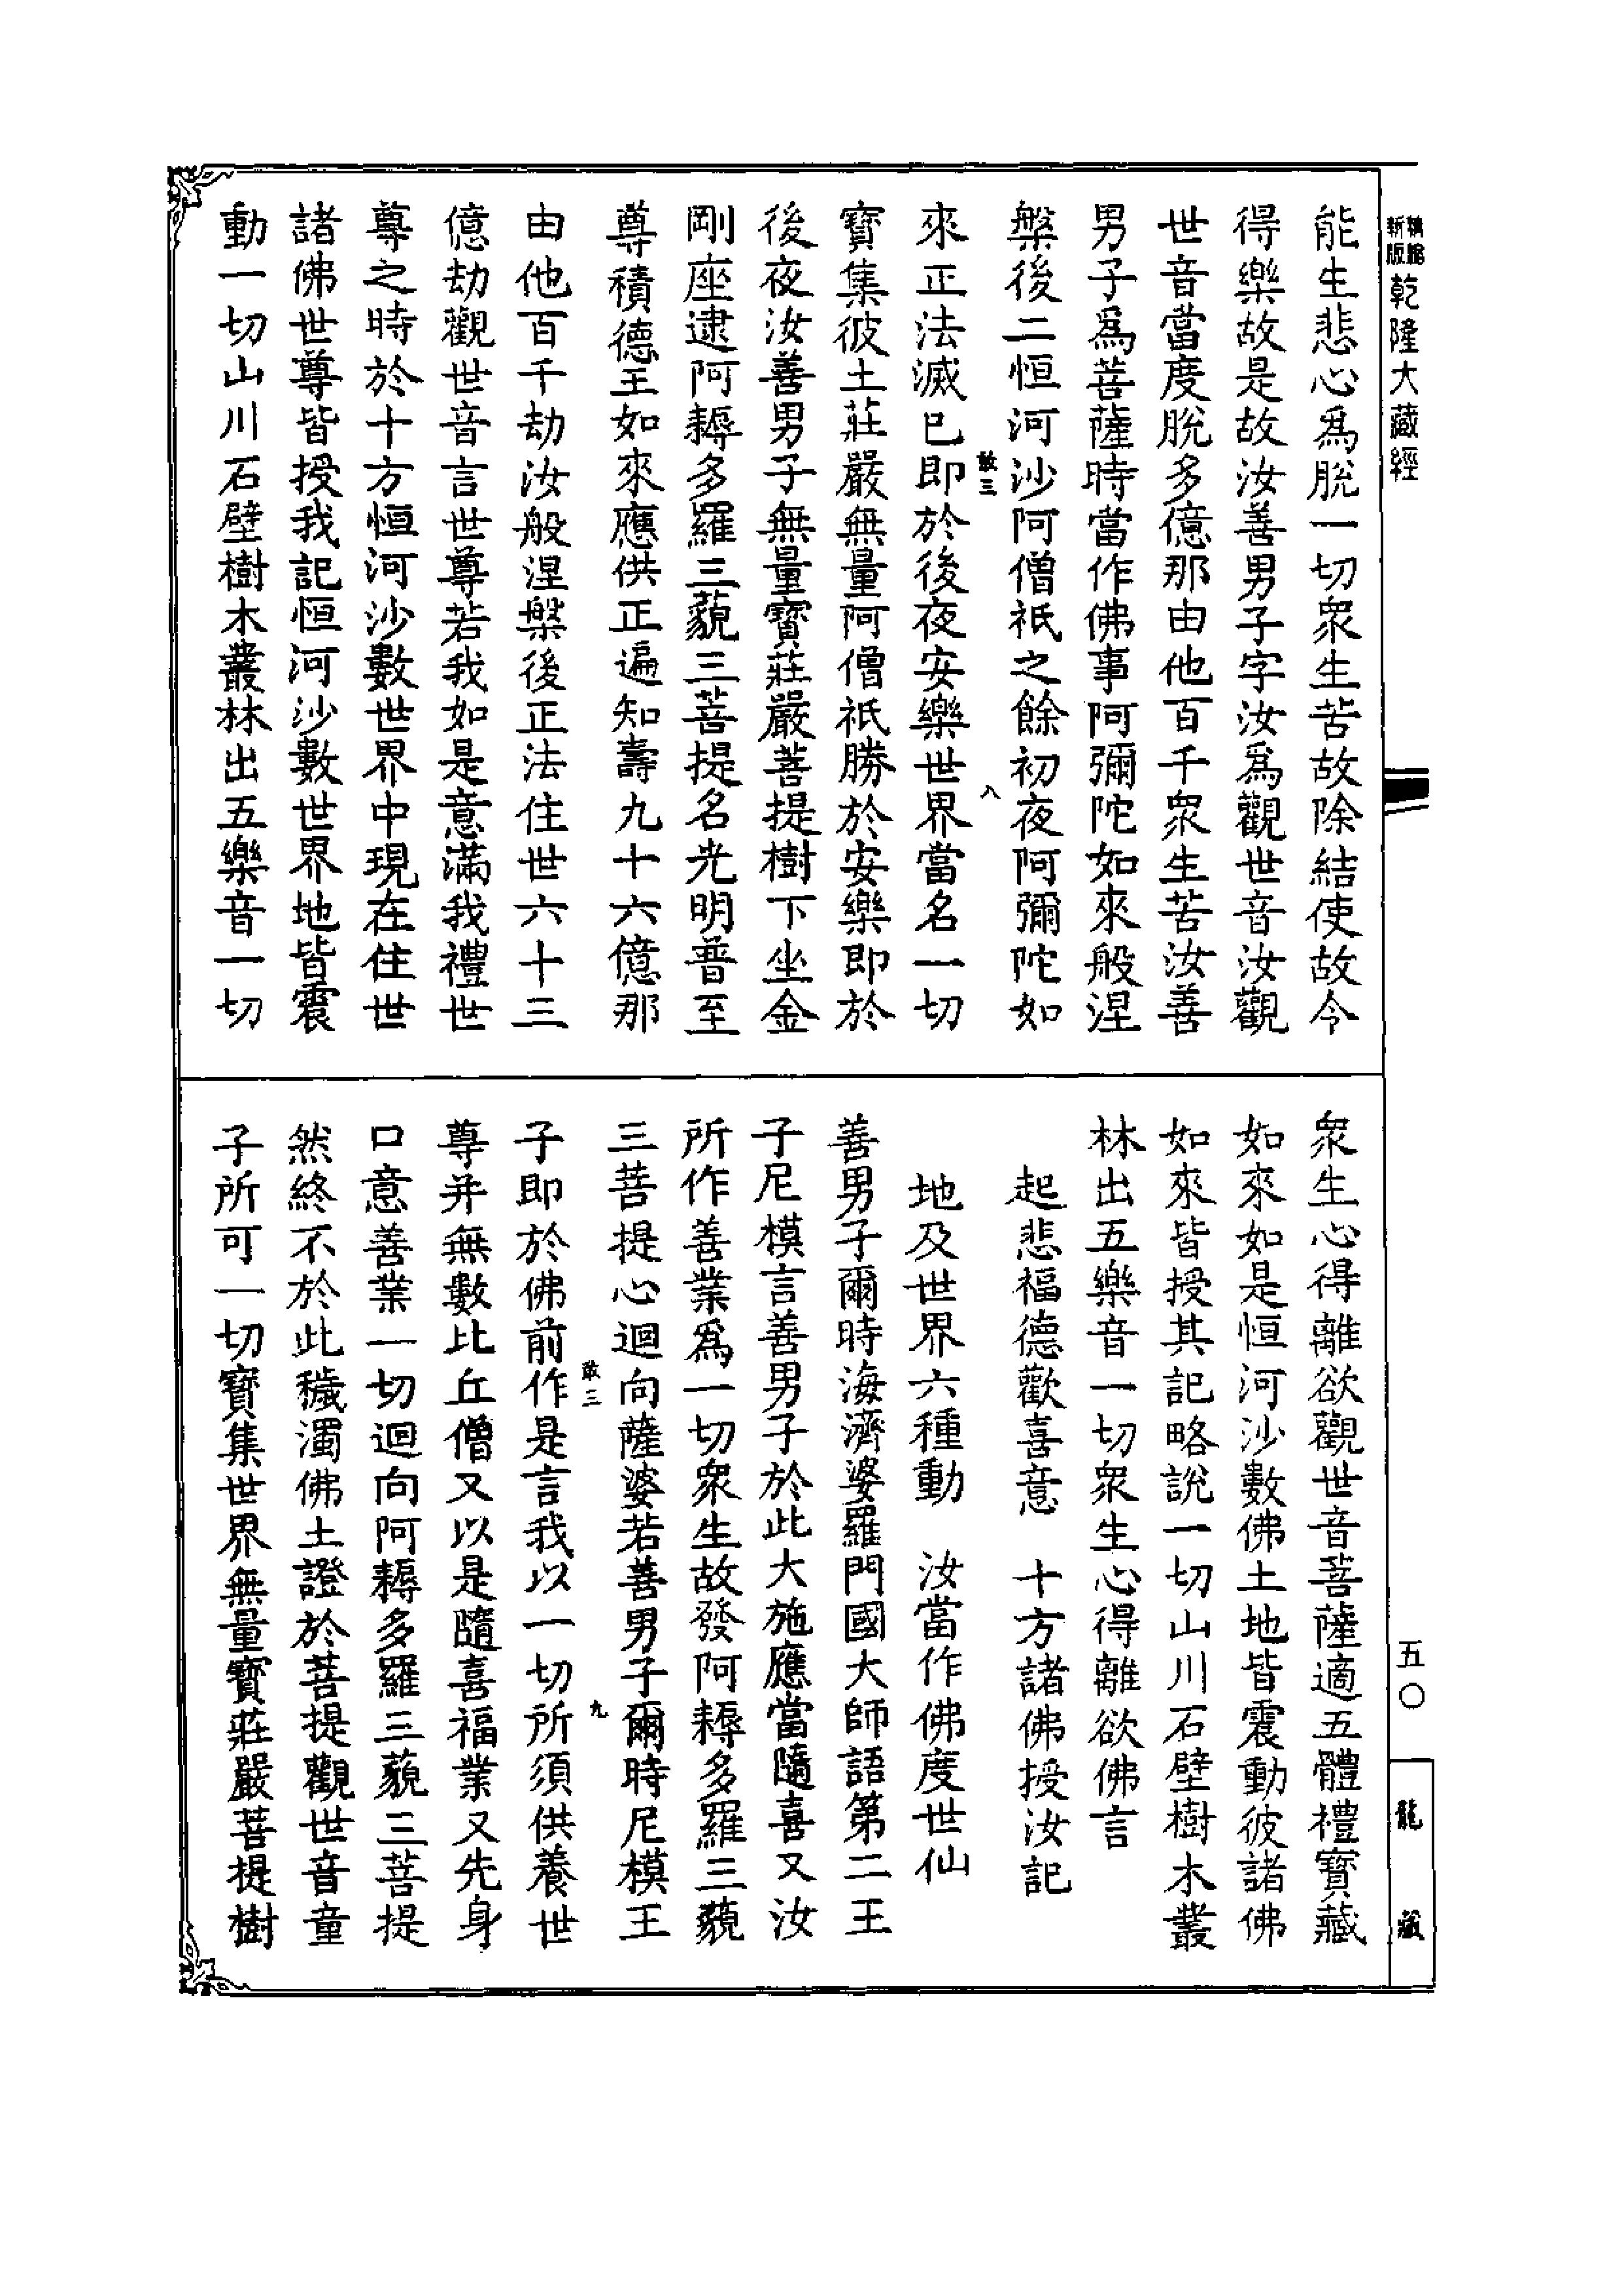 新版
乾隆大藏經
能生悲心爲脫一切衆生苦故除結使故今
得樂故是故汝善男子字汝爲觀世音汝觀
世音當度脫多億那由他百千衆生苦汝善
男子爲菩薩時當作佛事阿彌陀如來般涅
槃後二恒河沙阿僧祇之餘初夜阿彌陀如
敢三 八
來正法滅已即於後夜安樂世界當名一切
寶集彼土莊嚴無量阿僧祇勝於安樂即於
後夜汝善男子無量寶莊嚴菩提樹下坐金
剛座逮阿耨多羅三藐三菩提名光明普至
尊積德王如來應供正遍知壽九十六億那
由他百千劫汝般涅槃後正法住世六十三
億劫觀世音言世尊若我如是意滿我禮世
尊之時於十方恒河沙數世界中現在住世
諸佛世尊皆授我記恒河沙數世界地皆震
動一切山川石壁樹木叢林出五樂音一切
衆生心得離欲觀世音菩薩適五體禮寶藏
如來如是恒河沙數佛土地皆震動彼諸佛
如來皆授其記略說一切山川石壁樹木叢
林出五樂音一切衆生心得離欲佛言
起悲福德歡喜意　十方諸佛授汝記
地及世界六種動　汝當作佛度世仙
善男子爾時海濟婆羅門國大師語第二王
子尼模言善男子於此大施應當隨喜又汝
所作善業爲一切衆生故發阿耨多羅三藐
三菩提心迴向薩婆若善男子爾時尼模王
敢三 九
子即於佛前作是言我以一切所須供養世
尊并無數比丘僧又以是隨喜福業又先身
口意善業一切迴向阿耨多羅三藐三菩提
然終不於此穢濁佛土證於菩提觀世音童
子所可一切寶集世界無量寶莊嚴菩提樹
五〇
龍藏